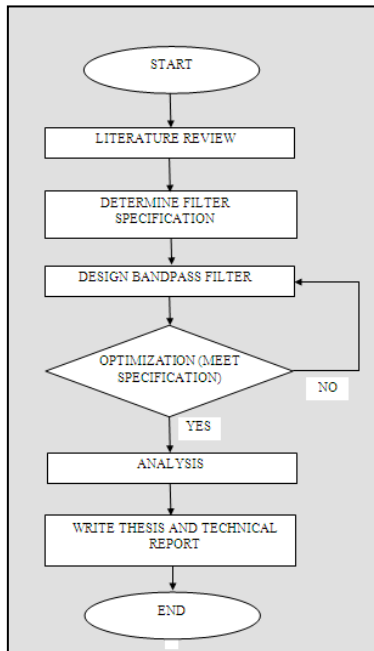 START
LITERATURE REVIEW
DETERMINE FILTER
SPECIFICATION
DESIGN BANDPASS FILTER
OPTIMIZATION (MEET
SPECIFICATION)
NO
YES
ANALYSIS
WRITE THESIS AND TECHNICAL
REPORT
END